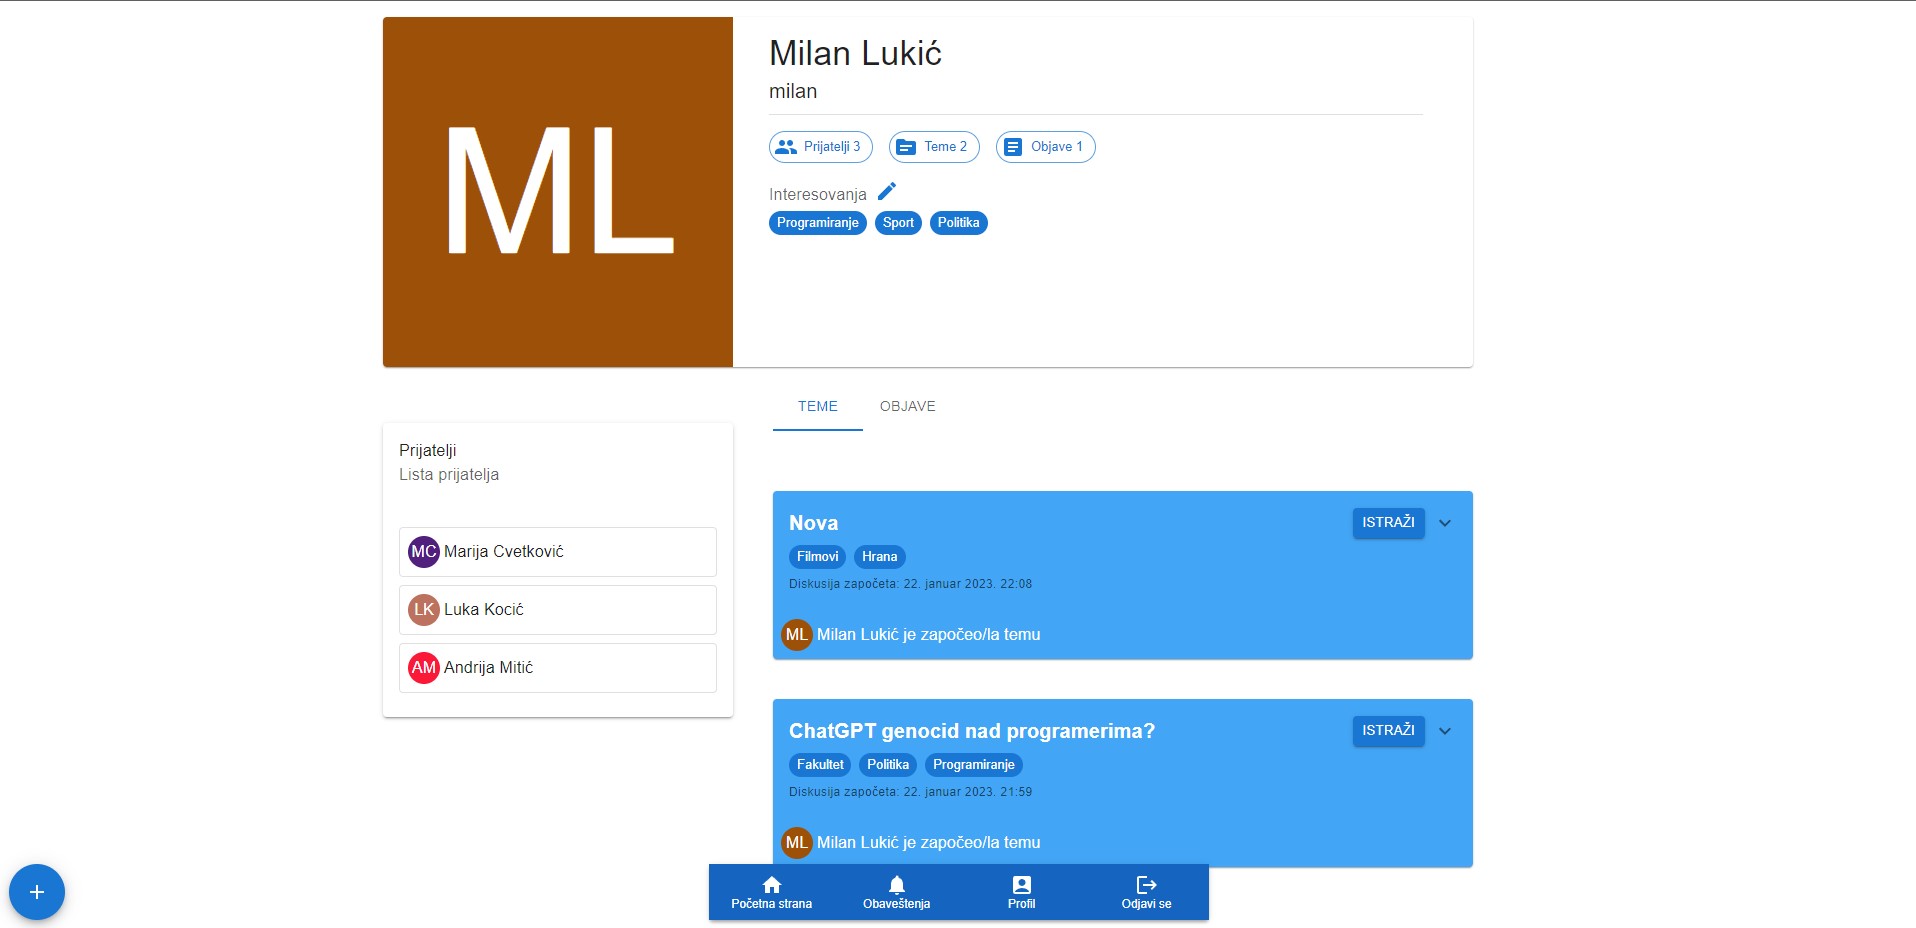 ML
Milan Lukić
milan
Prijatelji 3 Teme 2 Objave 1
Interesovanja
Programiranje Sport Politika
TEME OBJAVE
Prijatelji
Lista prijatelja
MC Marija Cvetković
LK Luka Kocić
AM Andrija Mitić
Nova ISTRAŽI
Filmovi Hrana
Diskusija započeta: 22. januar 2023. 22:08
ML Milan Lukić je započeo/la temu
ChatGPT genocid nad programerima? ISTRAŽI
Fakultet Politika Programiranje
Diskusija započeta: 22. januar 2023. 21:59
ML Milan Lukić je započeo/la temu
+
Početna strana Obaveštenja Profil Odjavi se